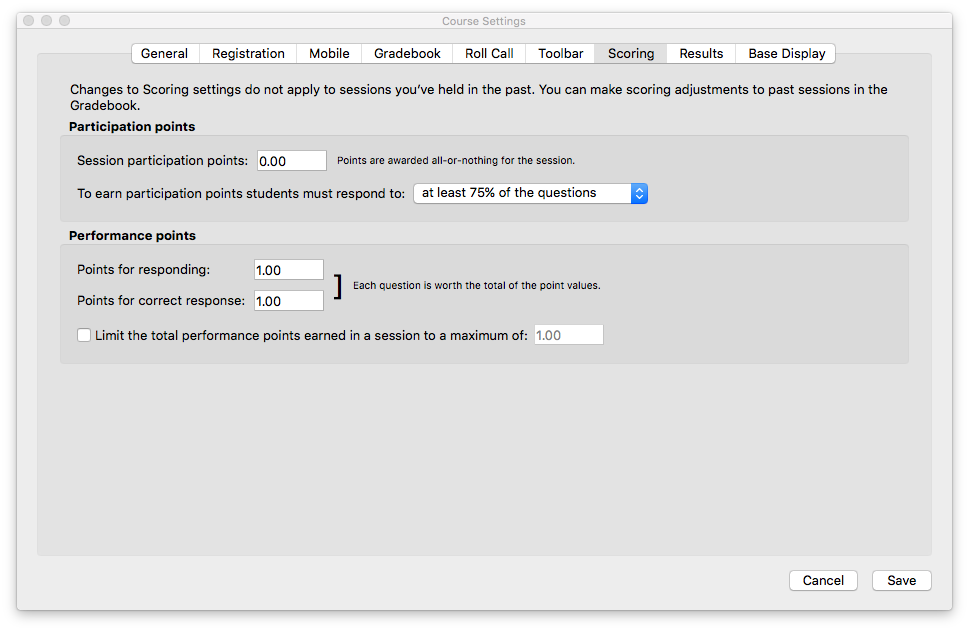 Course Settings
General Registration Mobile Gradebook Roll Call Toolbar Scoring Results Base Display
Changes to Scoring settings do not apply to sessions you've held in the past. You can make scoring adjustments to past sessions in the
Gradebook.
Participation points
Session participation points: 0.00 Points are awarded all-or-nothing for the session.
To earn participation points students must respond to: at least 75% of the questions
Performance points
Points for responding: 1.00
Each question is worth the total of the point values.
Points for correct response: 1.00
Limit the total performance points earned in a session to a maximum of: 1.00
Cancel Save